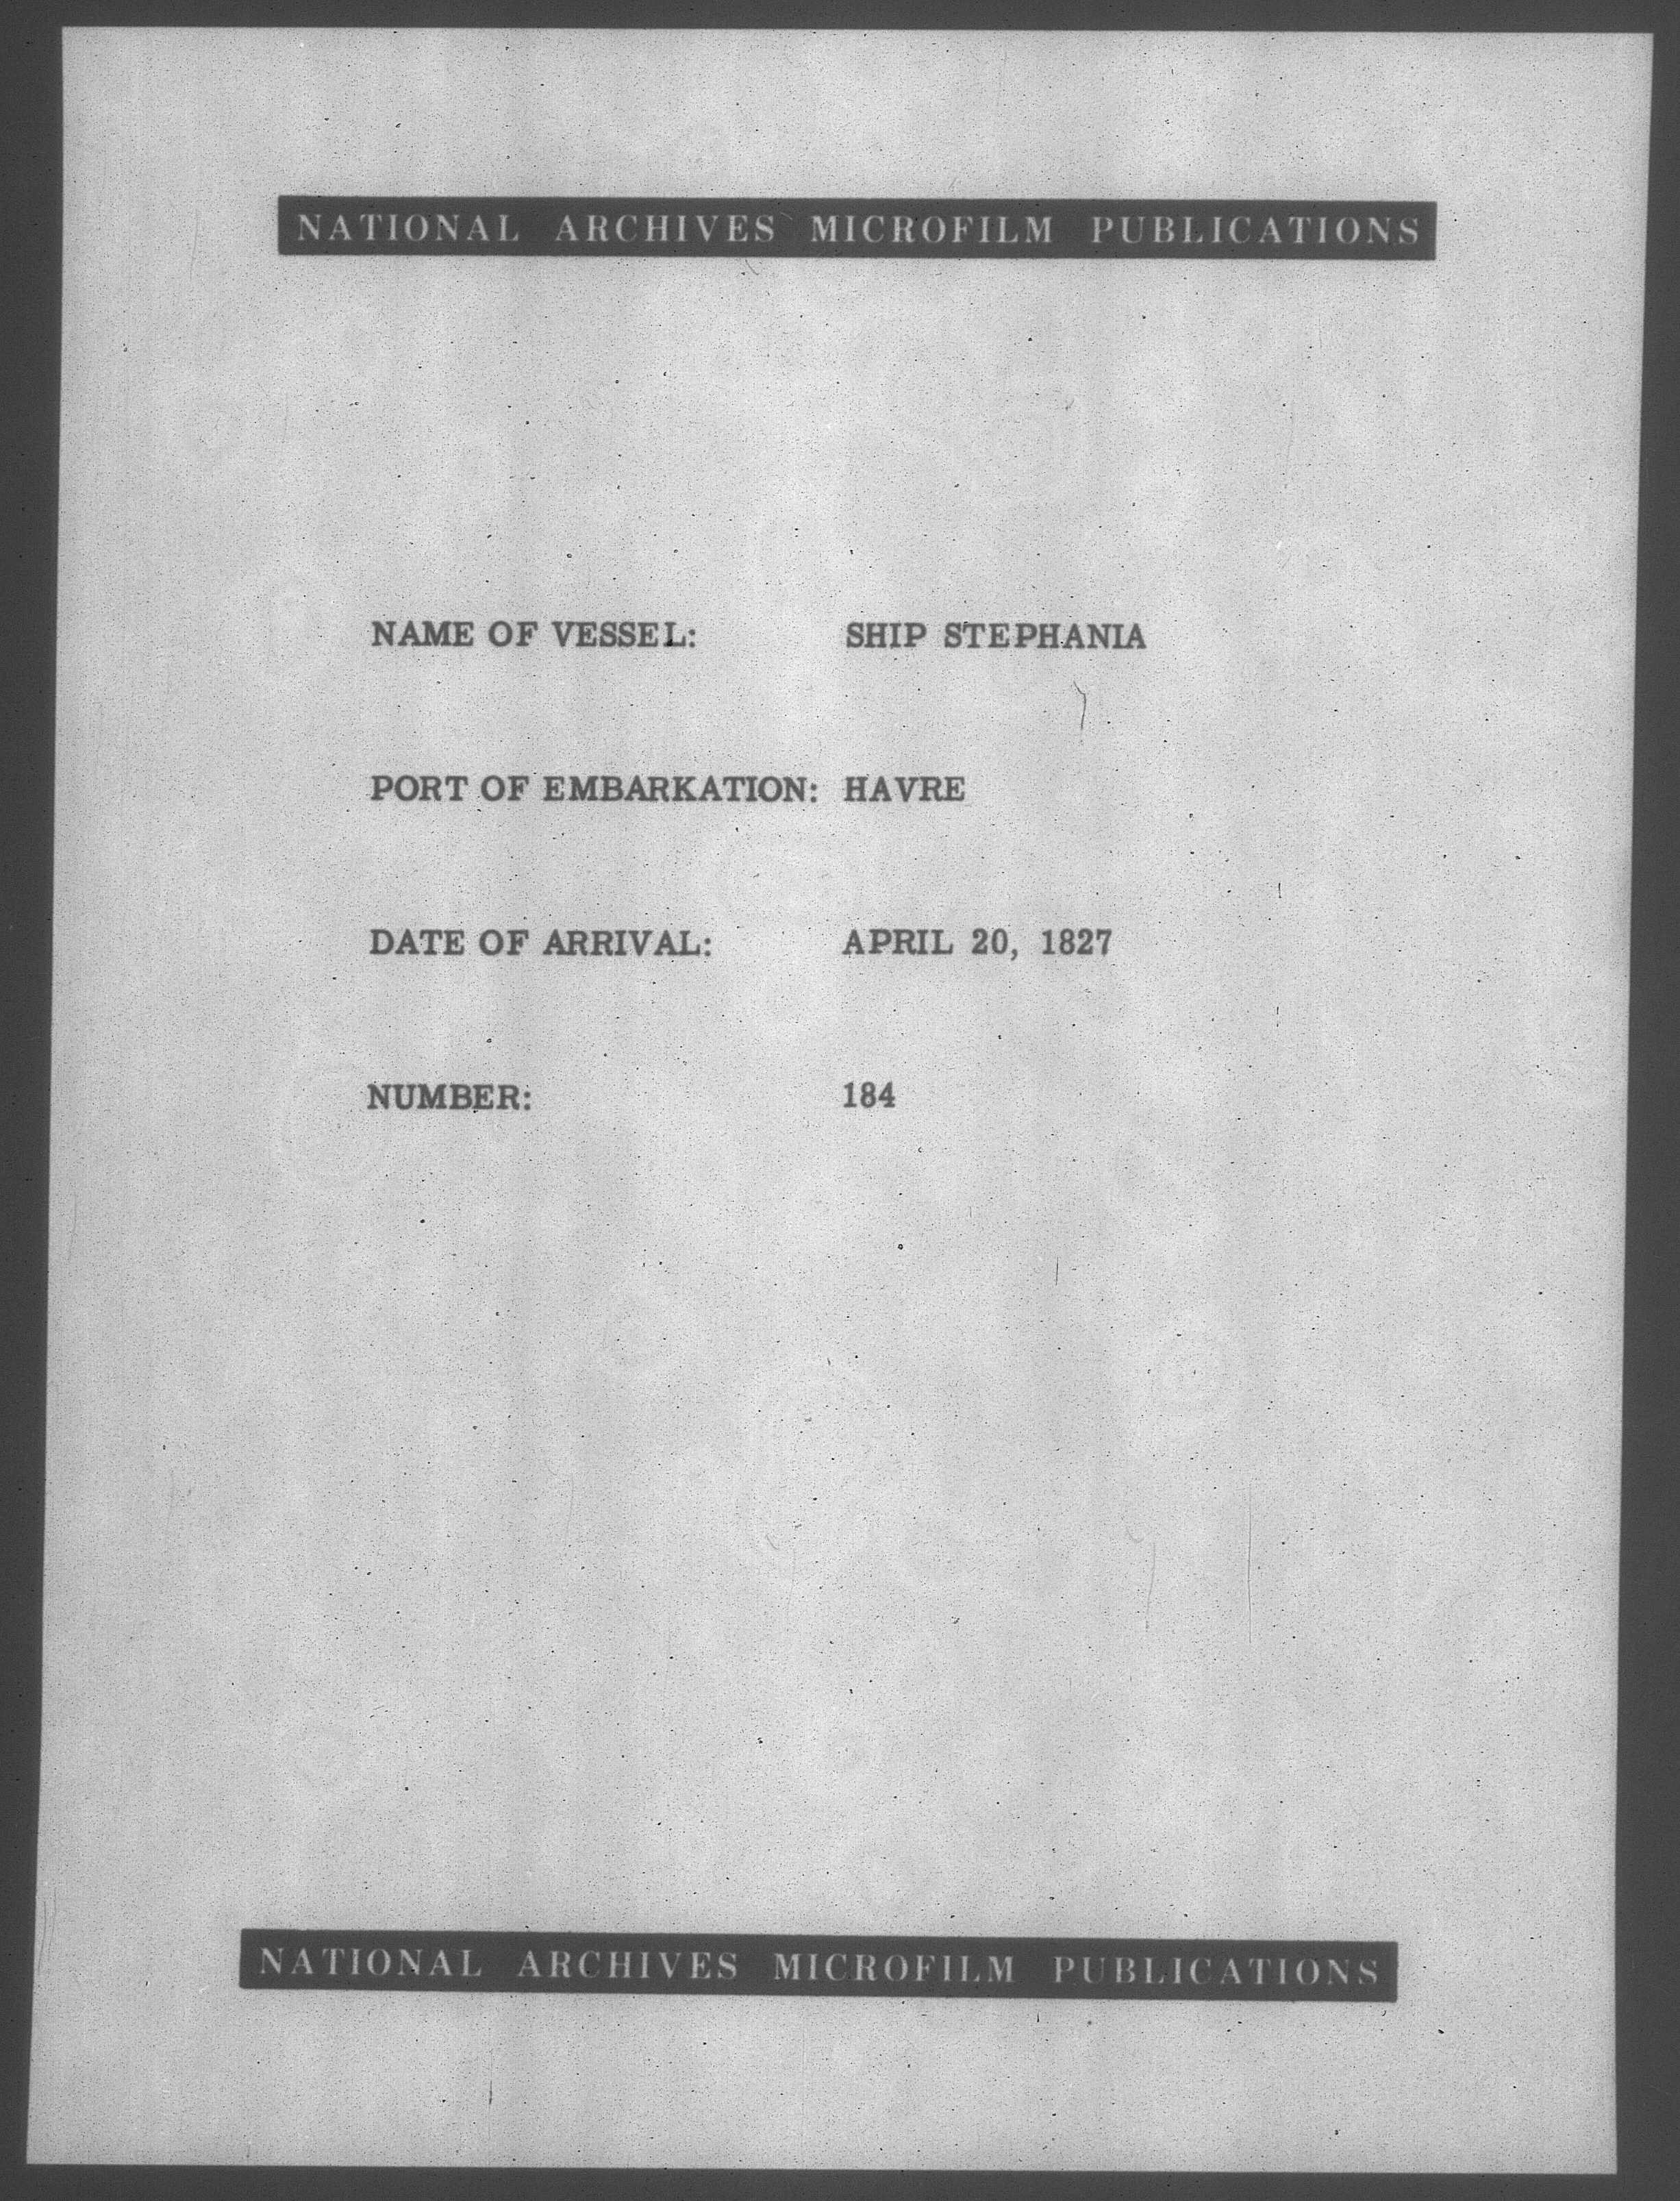 NATIONAL ARCHIVES MICROFILM PUBLICATIONS
NAME OF VESSEL: SHIP STEPHANIA
PORT OF EMBARKATION: HAVRE
DATE OF ARRIVAL: APRIL 20, 1827
NUMBER: 184
NATIONAL ARCHIVES MICROFILM PUBLICATIONS